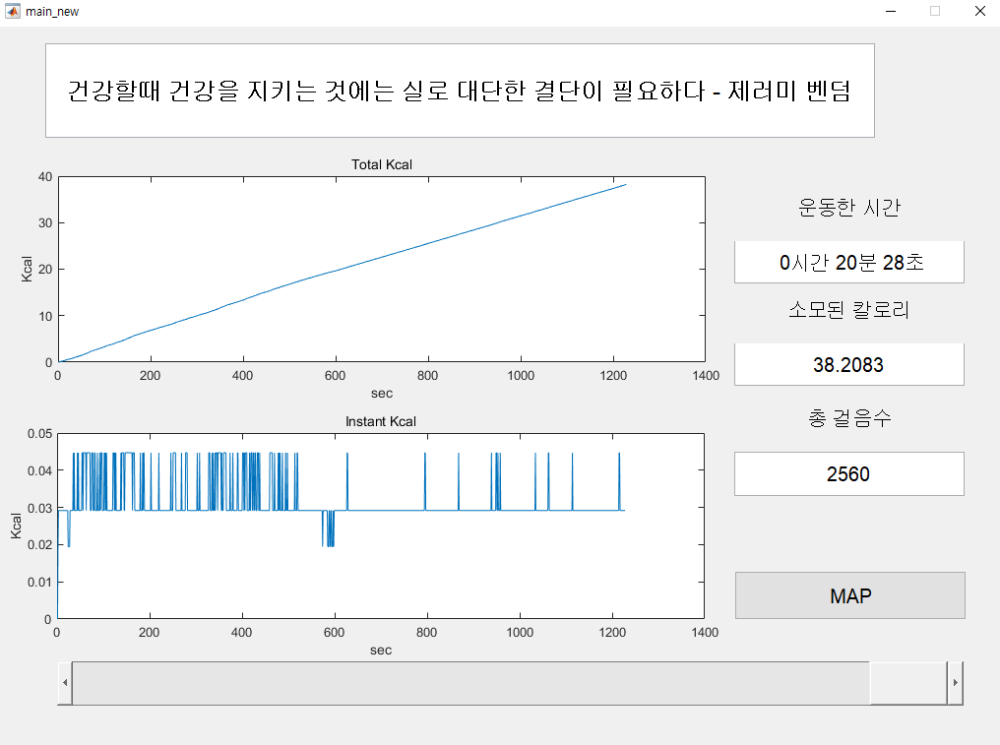 main_new
건강할때 건강을 지키는 것에는 실로 대단한 결단이 필요하다 - 제러미 벤덤
Total Kcal
40
30
20
10
0
Kcal
0 200 400 600 800 1000 1200 1400
sec
Instant Kcal
0.05
0.04
0.03
0.02
0.01
0
Kcal
0 200 400 600 800 1000 1200 1400
sec
운동한 시간
0시간 20분 28초
소모된 칼로리
38.2083
총 걸음수
2560
MAP